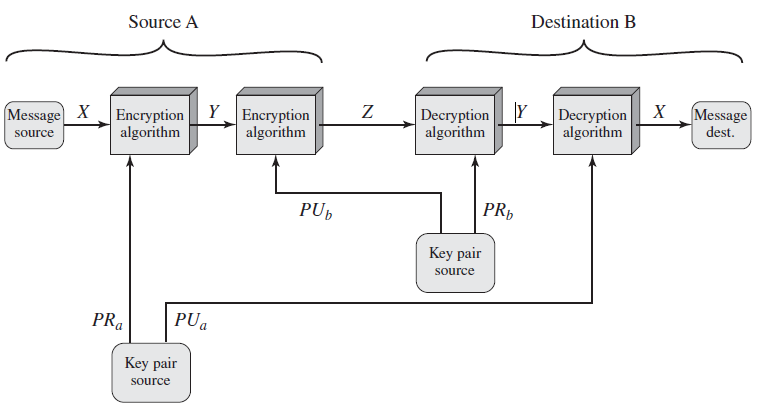 Source A
Destination B
Message
source
X
Encryption
algorithm
Y
Encryption
algorithm
Z
Decryption
algorithm
|Y
Decryption
algorithm
X
Message
dest.
PUb
PRb
Key pair
source
PRa
PUa
Key pair
source